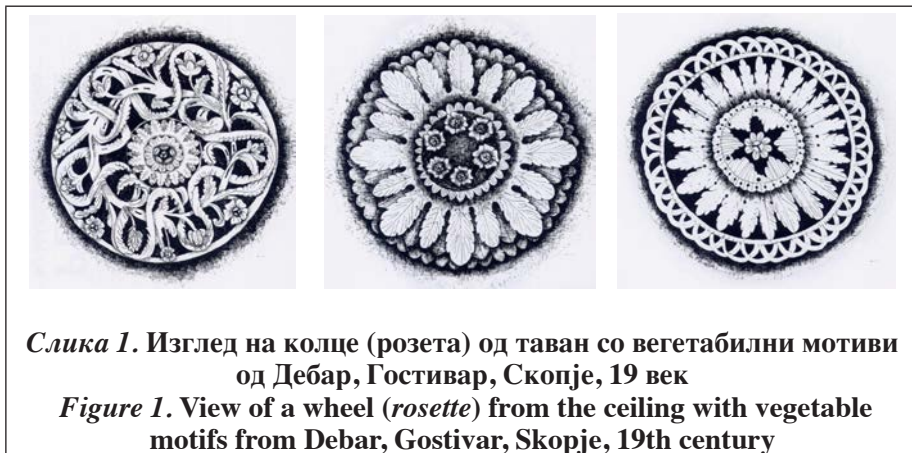 Слика 1. Изглед на колце (розета) од таван со вегетабилни мотиви
од Дебар, Гостивар, Скопје, 19 век
Figure 1. View of a wheel (rosette) from the ceiling with vegetable
motifs from Debar, Gostivar, Skopje, 19th century